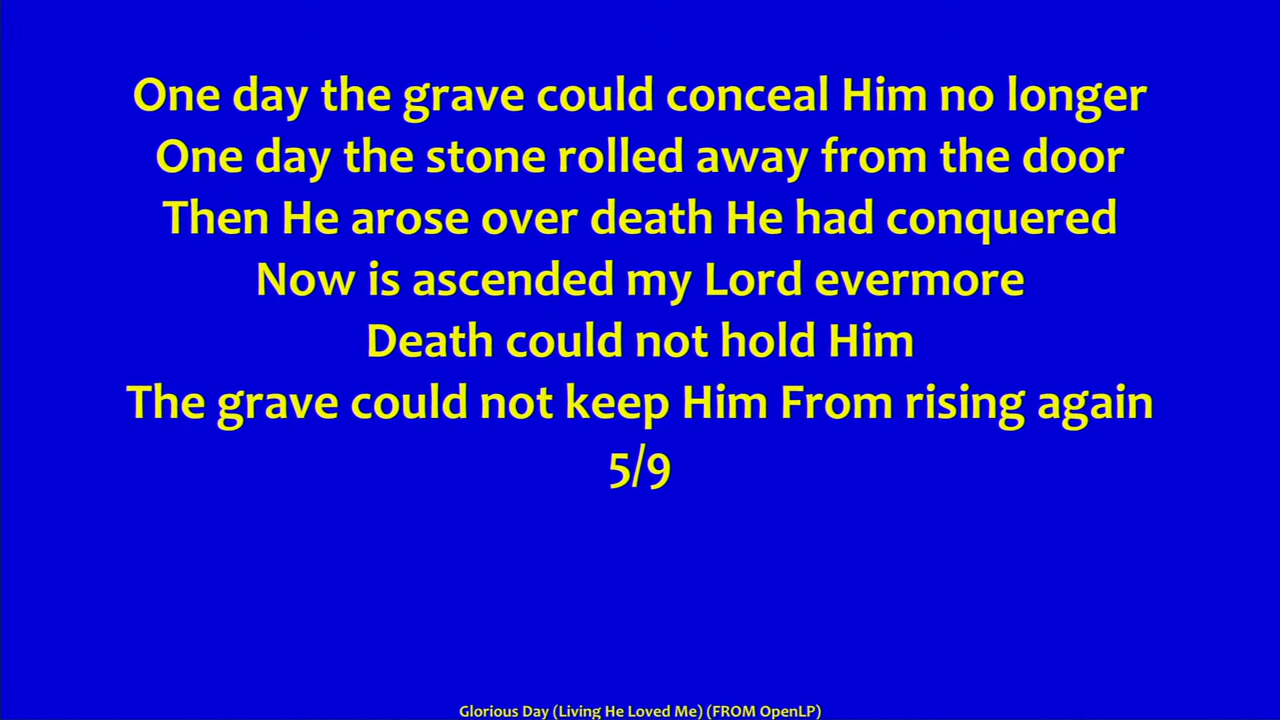 One day the grave could conceal Him no longer
One day the stone rolled away from the door
Then He arose over death He had conquered
Now is ascended my Lord evermore
Death could not hold Him
The grave could not keep Him From rising again
5/9
Glorious Day (Living He Loved Me) (FROM OpenLP)